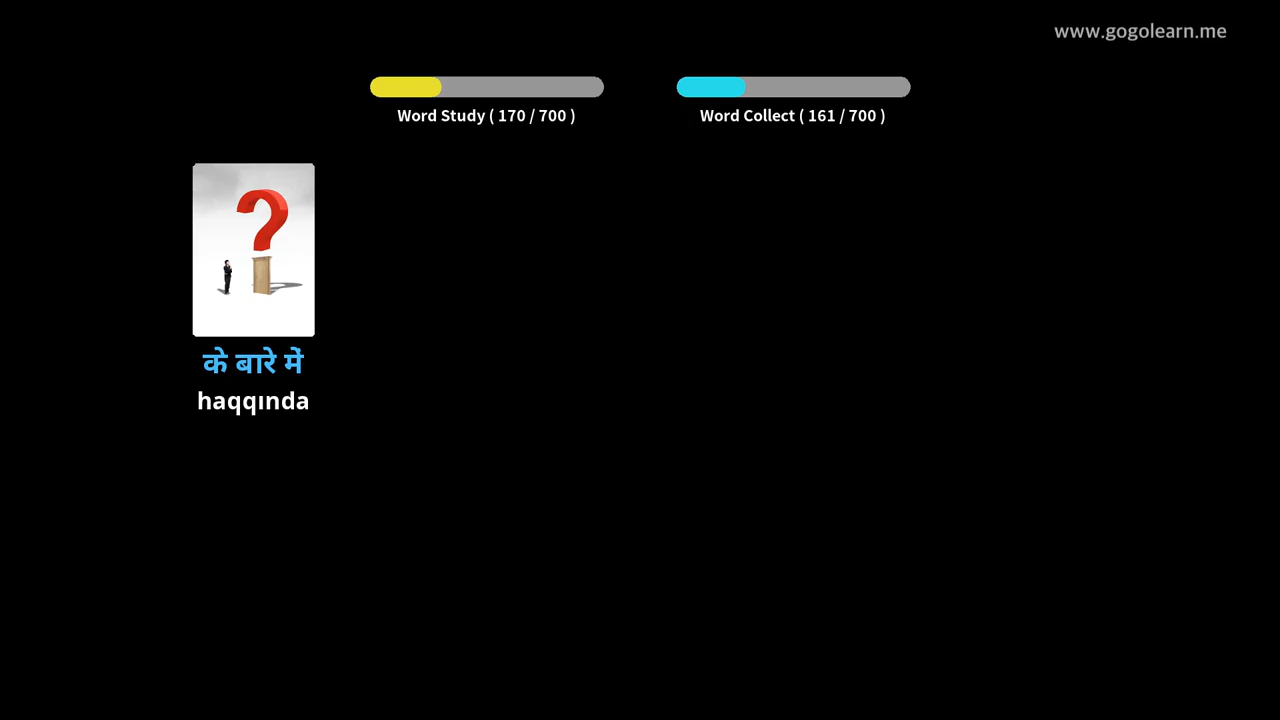 www.gogolearn.me
Word Study ( 170 / 700 )
Word Collect ( 161 / 700 )
के बारे में
haqqında